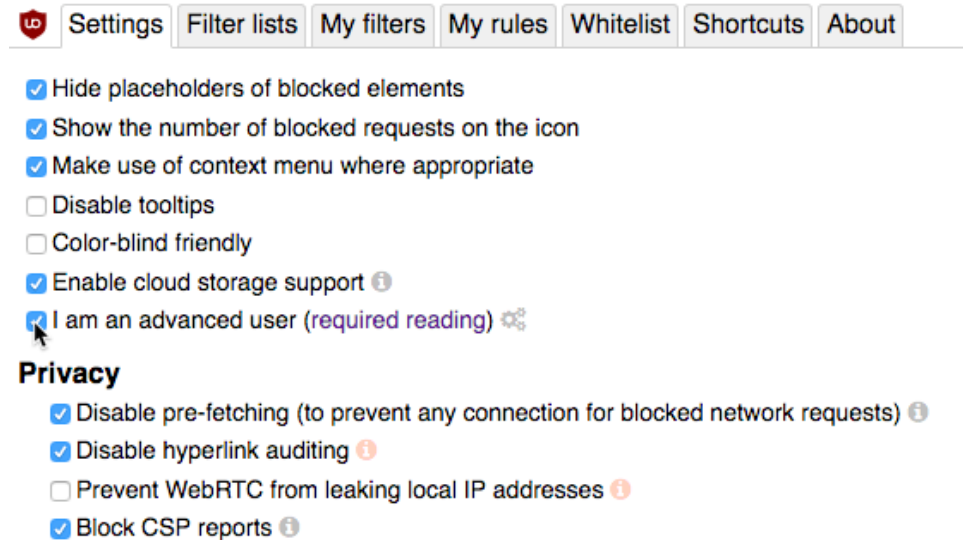 Settings Filter lists My filters My rules Whitelist Shortcuts About
Hide placeholders of blocked elements
Show the number of blocked requests on the icon
Make use of context menu where appropriate
Disable tooltips
Color-blind friendly
Enable cloud storage support
I am an advanced user (required reading)
Privacy
Disable pre-fetching (to prevent any connection for blocked network requests)
Disable hyperlink auditing
Prevent WebRTC from leaking local IP addresses
Block CSP reports